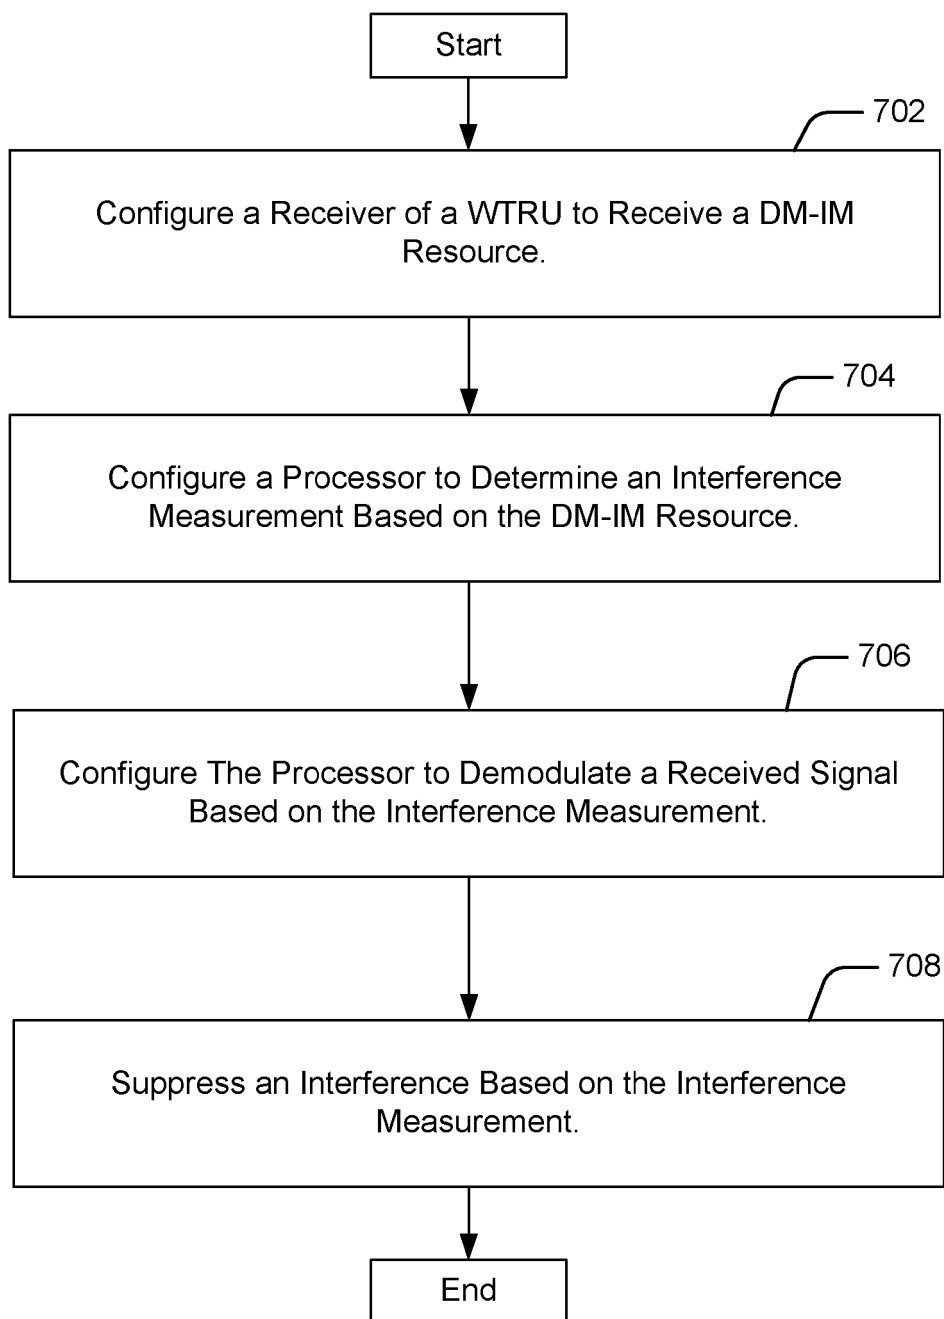 Start
702
Configure a Receiver of a WTRU to Receive a DM-IM
Resource.
704
Configure a Processor to Determine an Interference
Measurement Based on the DM-IM Resource.
706
Configure The Processor to Demodulate a Received Signal
Based on the Interference Measurement.
708
Suppress an Interference Based on the Interference
Measurement.
End